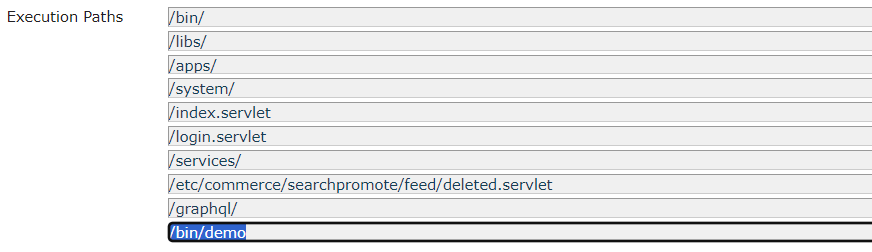 Execution Paths
/bin/
/libs/
/apps/
/system/
/index.servlet
/login.servlet
/services/
/etc/commerce/searchpromote/feed/deleted.servlet
/graphql/
/bin/demo